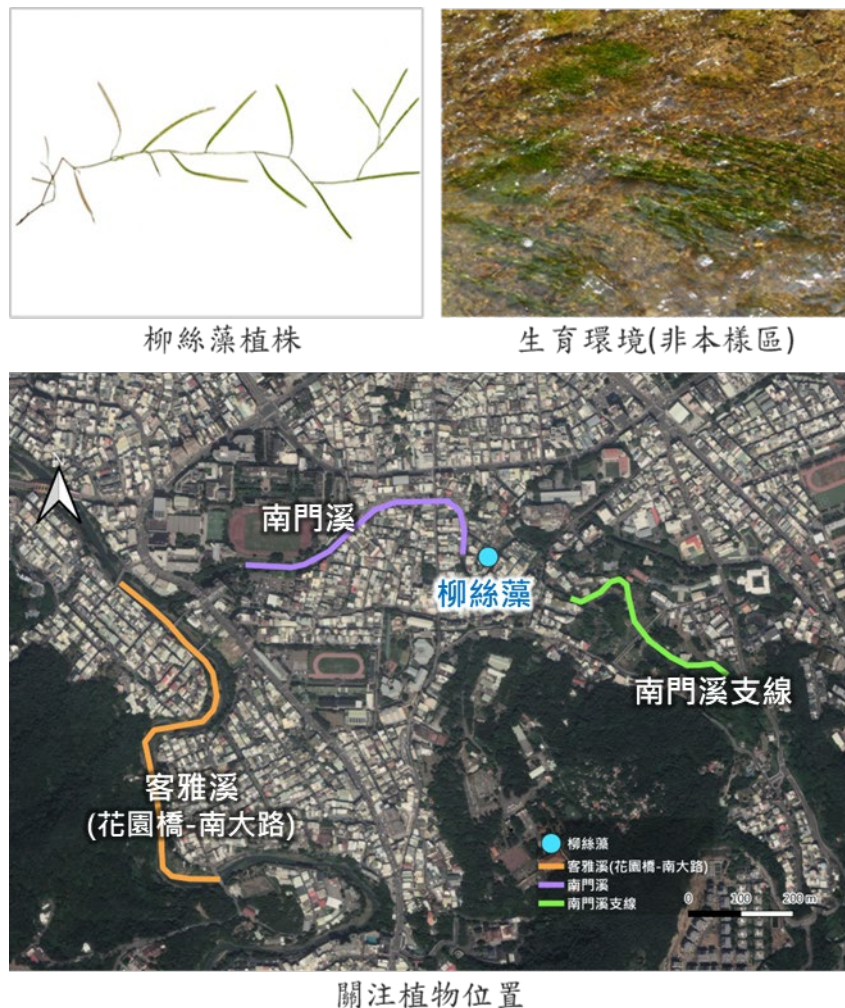 柳絲藻植株
生育環境(非本樣區)
南門溪
柳絲藻
南門溪支線
客雅溪
(花園橋-南大路)
柳絲藻
客雅溪(花園橋-南大路)
南門溪
南門溪支線
0 100 200 m
關注植物位置